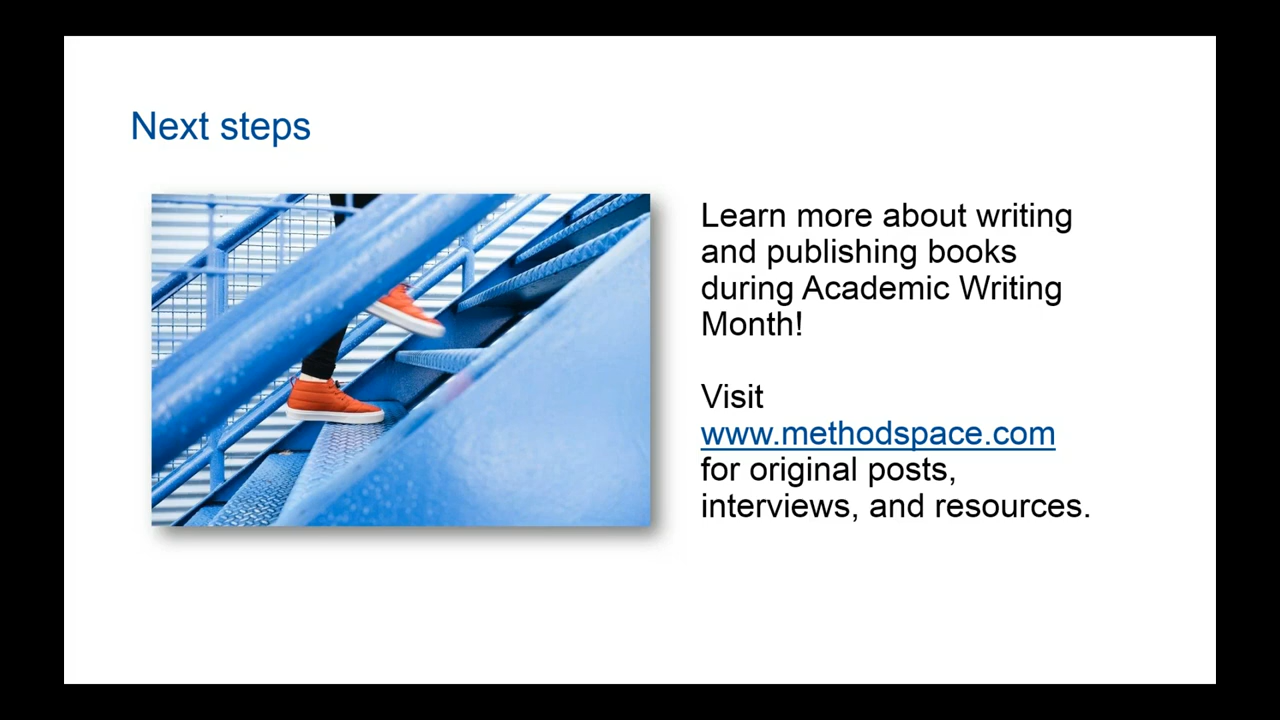 Next steps
Learn more about writing
and publishing books
during Academic Writing
Month!
Visit
www.methodspace.com
for original posts,
interviews, and resources.